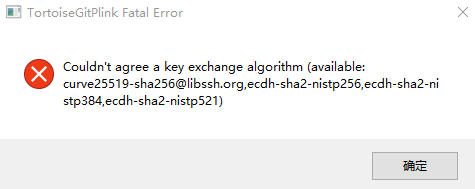 TortoiseGitPlink Fatal Error
Couldn't agree a key exchange algorithm (available:
curve25519-sha256@libssh.org,ecdh-sha2-nistp256,ecdh-sha2-ni
stp384,ecdh-sha2-nistp521)
确定